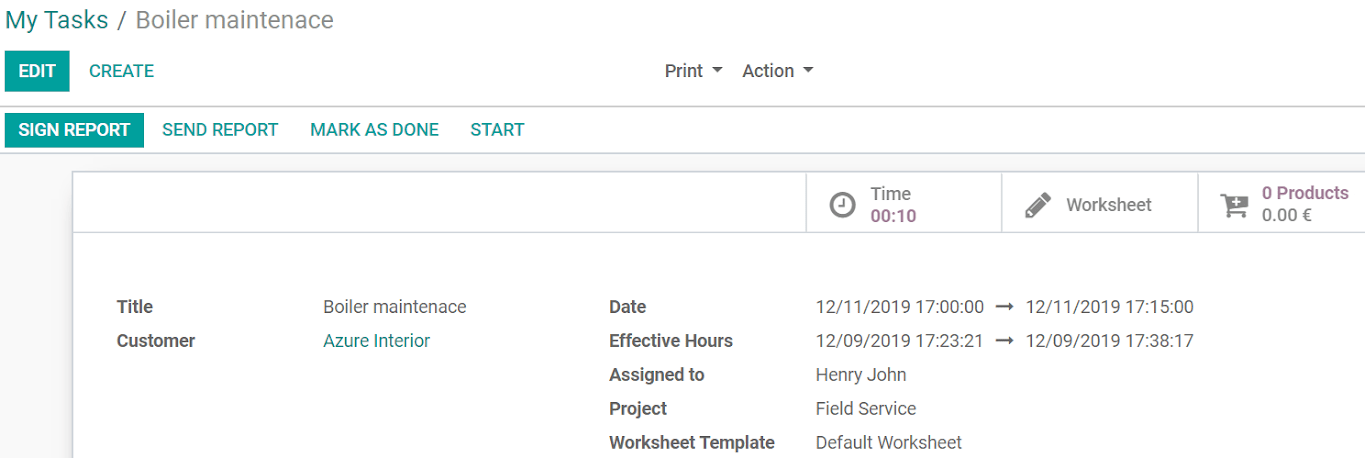 My Tasks / Boiler maintenace
EDIT CREATE Print Action
SIGN REPORT SEND REPORT MARK AS DONE START
Time
00:10
Worksheet
0 Products
0.00 €
Title Boiler maintenace Date 12/11/2019 17:00:00 → 12/11/2019 17:15:00
Customer Azure Interior Effective Hours 12/09/2019 17:23:21 → 12/09/2019 17:38:17
Assigned to Henry John
Project Field Service
Worksheet Template Default Worksheet